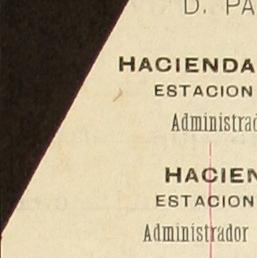 D. PA
HACIENDA
ESTACION
Administrad
HACIEN
ESTACION
Administrador